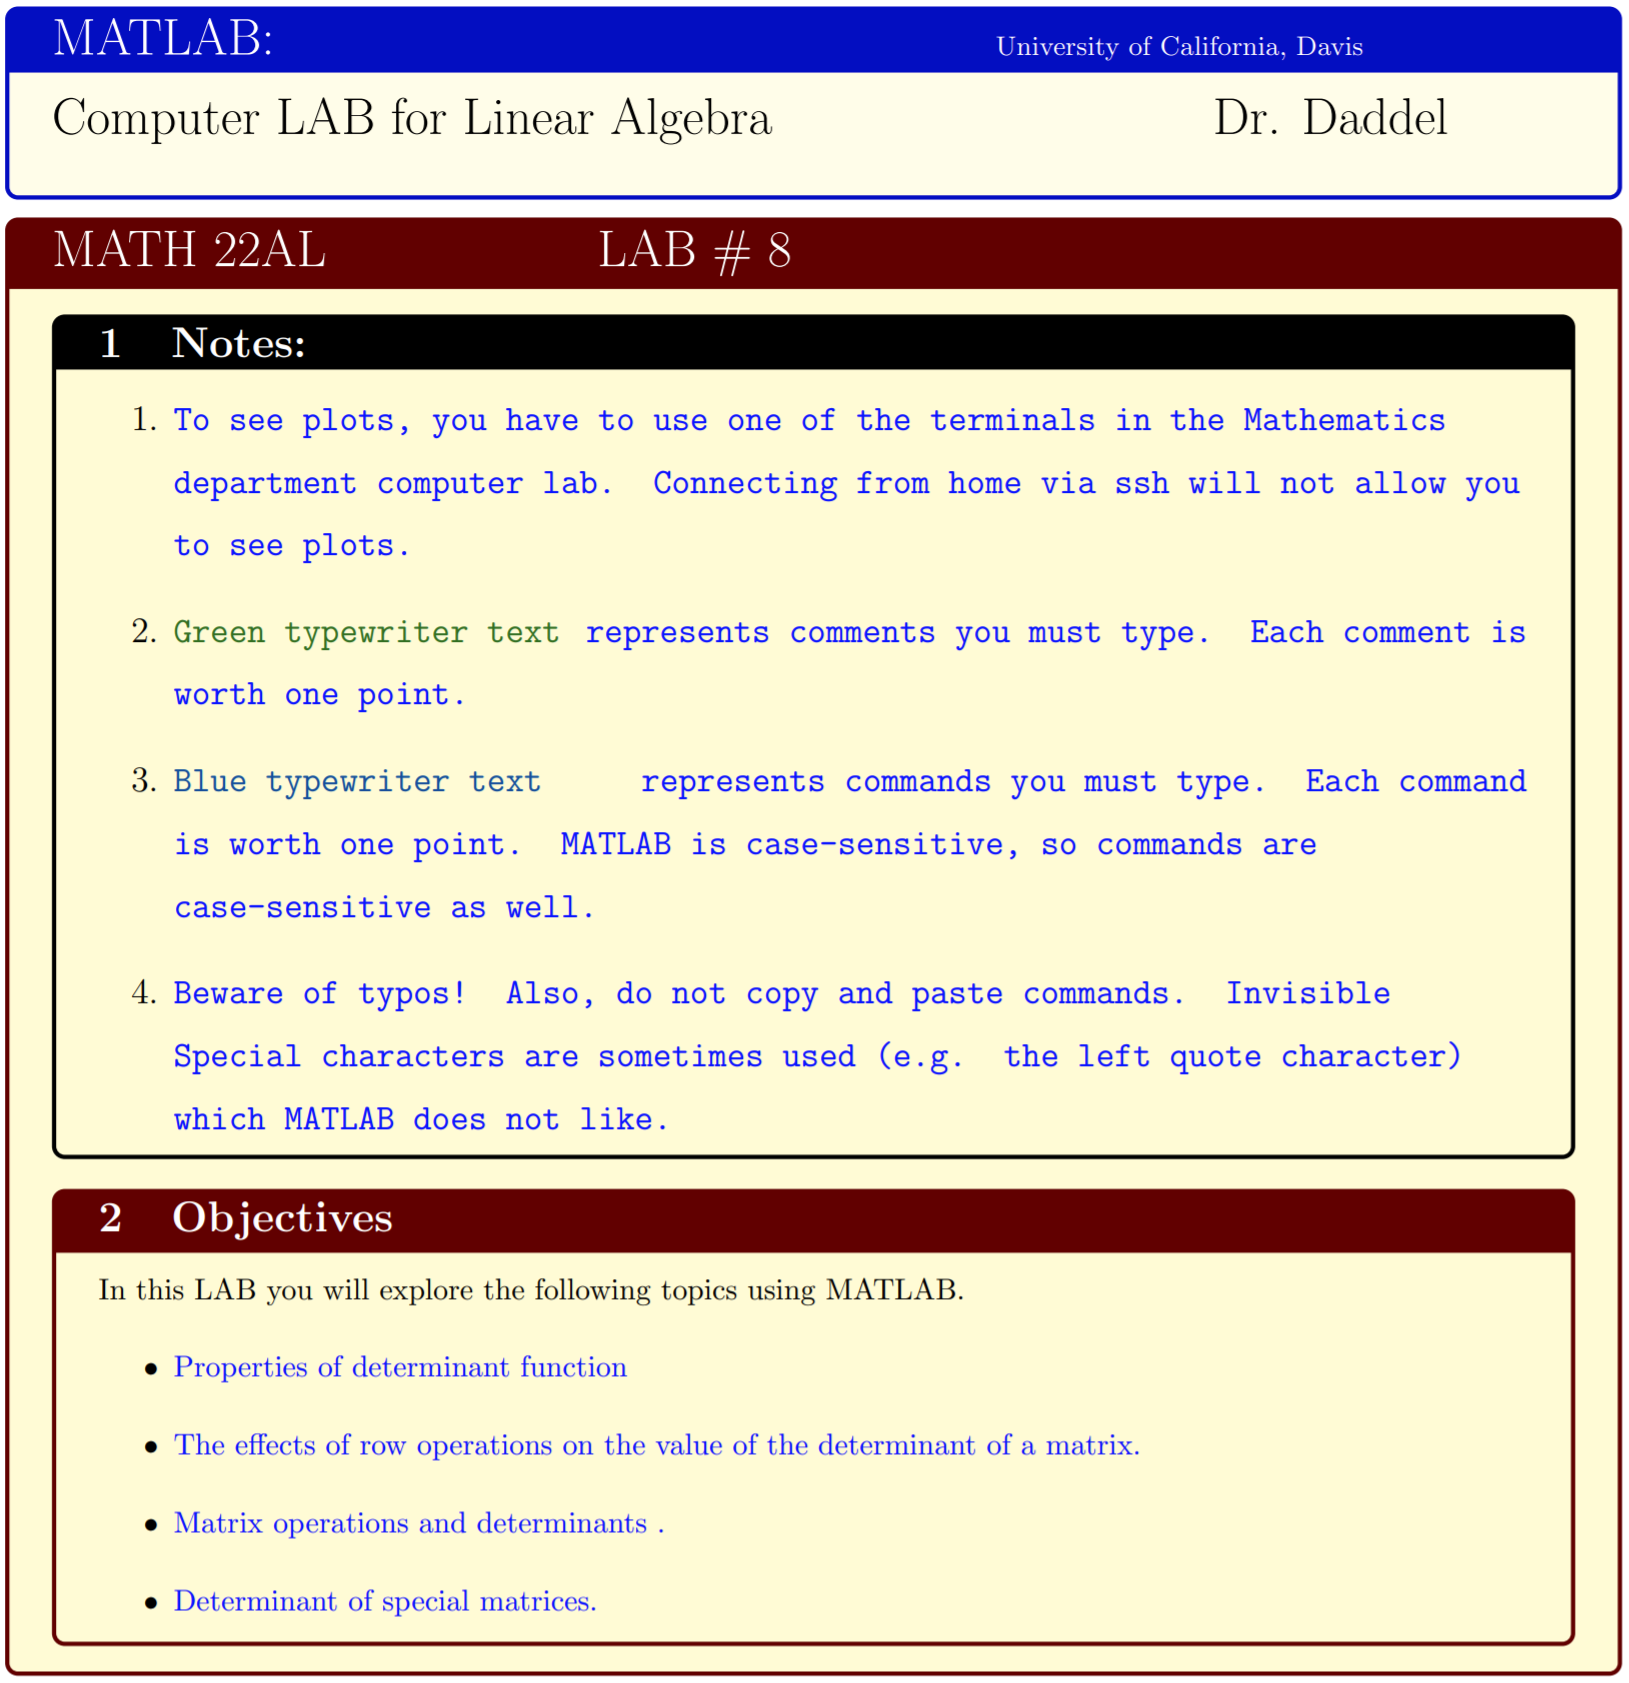 MATLAB: University of California, Davis
Computer LAB for Linear Algebra Dr. Daddel
MATH 22AL LAB # 8
1 Notes:
1. To see plots, you have to use one of the terminals in the Mathematics
department computer lab. Connecting from home via ssh will not allow you
to see plots.
2. Green typewriter text represents comments you must type. Each comment is
worth one point.
3. Blue typewriter text represents commands you must type. Each command
is worth one point. MATLAB is case-sensitive, so commands are
case-sensitive as well.
4. Beware of typos! Also, do not copy and paste commands. Invisible
Special characters are sometimes used (e.g. the left quote character)
which MATLAB does not like.
2 Objectives
In this LAB you will explore the following topics using MATLAB.
• Properties of determinant function
• The effects of row operations on the value of the determinant of a matrix.
• Matrix operations and determinants .
• Determinant of special matrices.